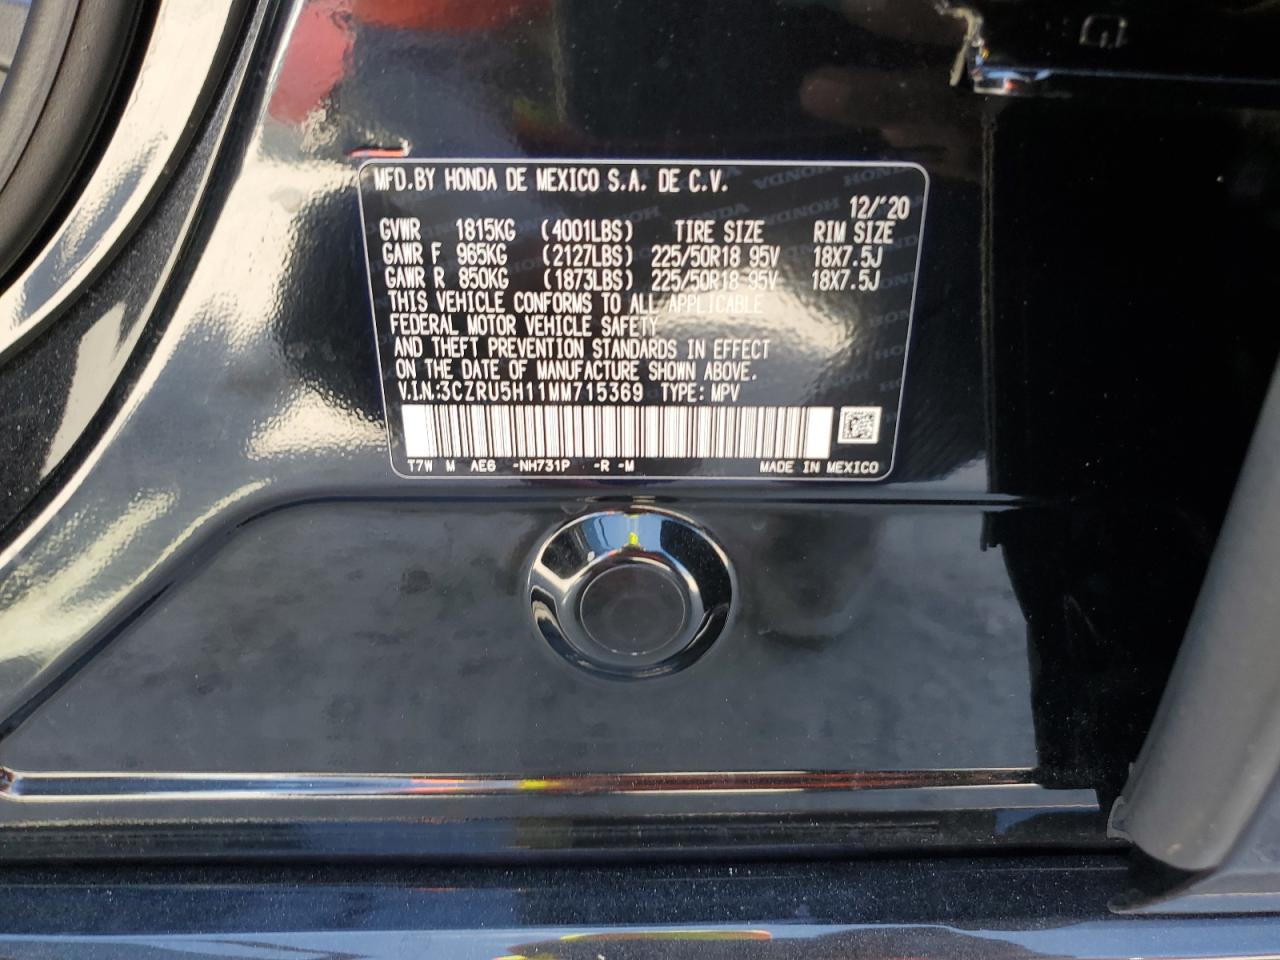 MFD.BY HONDA DE MEXICO S.A. DE C.V.
12/'20
GVWR 1815KG (4001LBS) TIRE SIZE RIM SIZE
GAWR F 965KG (2127LBS) 225/50R18 95V 18X7.5J
GAWR R 850KG (1873LBS) 225/50R18 95V 18X7.5J
THIS VEHICLE CONFORMS TO ALL APPLICABLE
FEDERAL MOTOR VEHICLE SAFETY
AND THEFT PREVENTION STANDARDS IN EFFECT
ON THE DATE OF MANUFACTURE SHOWN ABOVE.
V.I.N:3CZRU5H11MM715369 TYPE: MPV
T7W M AE6 -NH731P -R -M MADE IN MEXICO